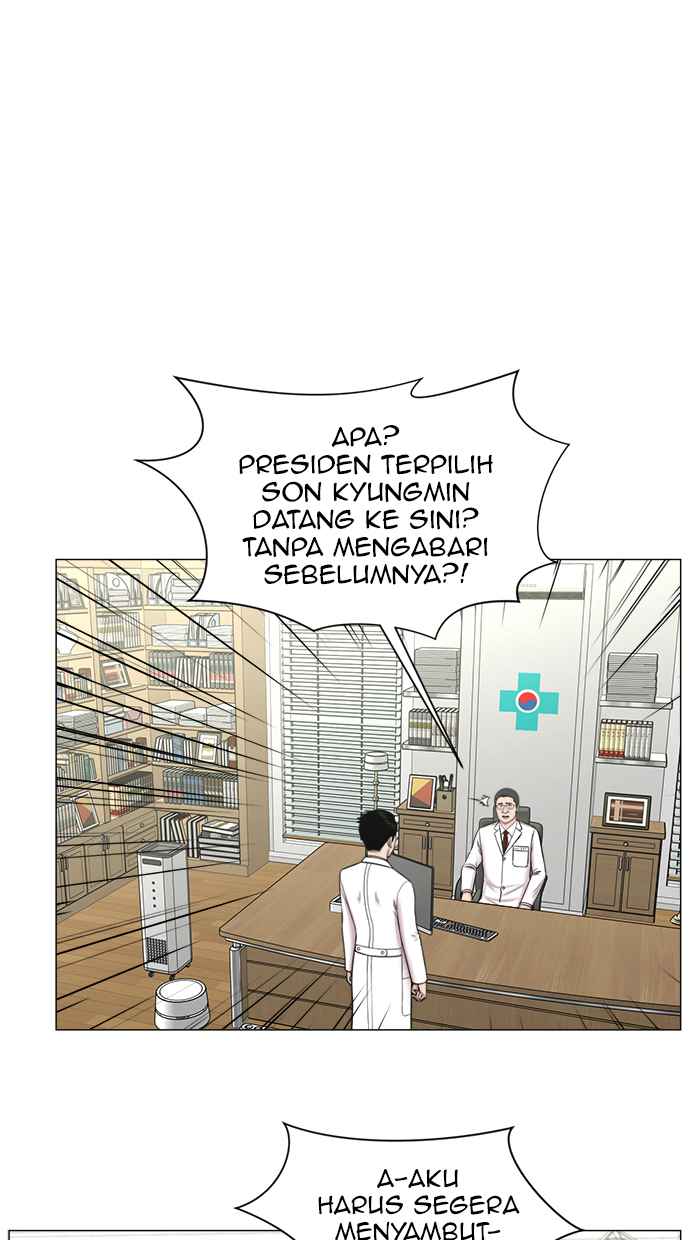 APA?
PRESIDEN TERPILIH
SON KYUNGMIN
DATANG KE SINI?
TANPA MENGABARI
SEBELUMNYA?!
A-AKU
HARUS SEGERA
MENYAMBUT-